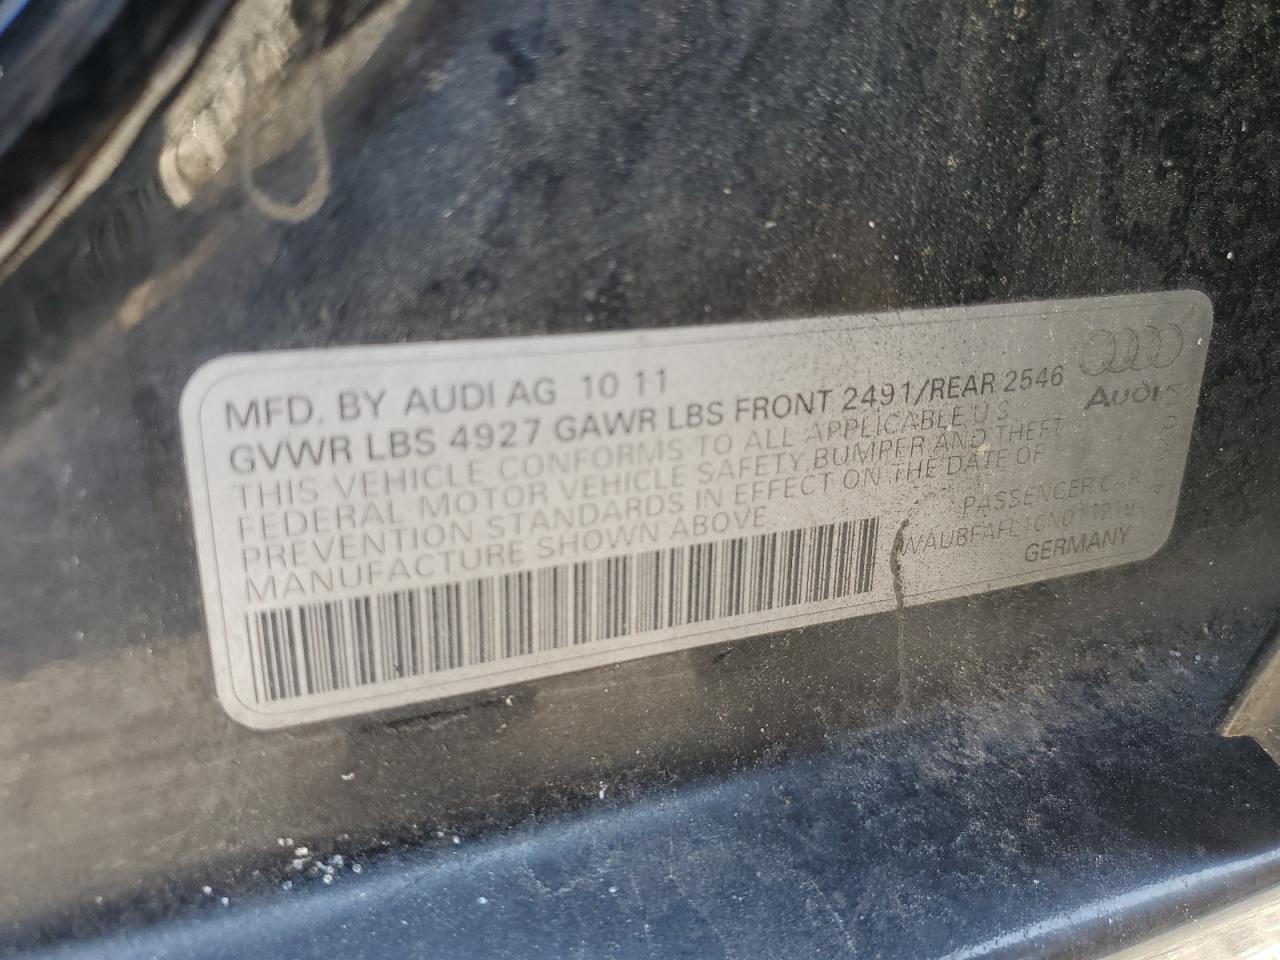 MFD. BY AUDI AG 10 11
GVWR LBS 4927 GAWR LBS FRONT 2491/REAR 2546
THIS VEHICLE CONFORMS TO ALL APPLICABLE U S
FEDERAL MOTOR VEHICLE SAFETY, BUMPER AND THEFT
PREVENTION STANDARDS IN EFFECT ON THE DATE OF
MANUFACTURE SHOWN ABOVE
Audi
PASSENGER CAR
GERMANY